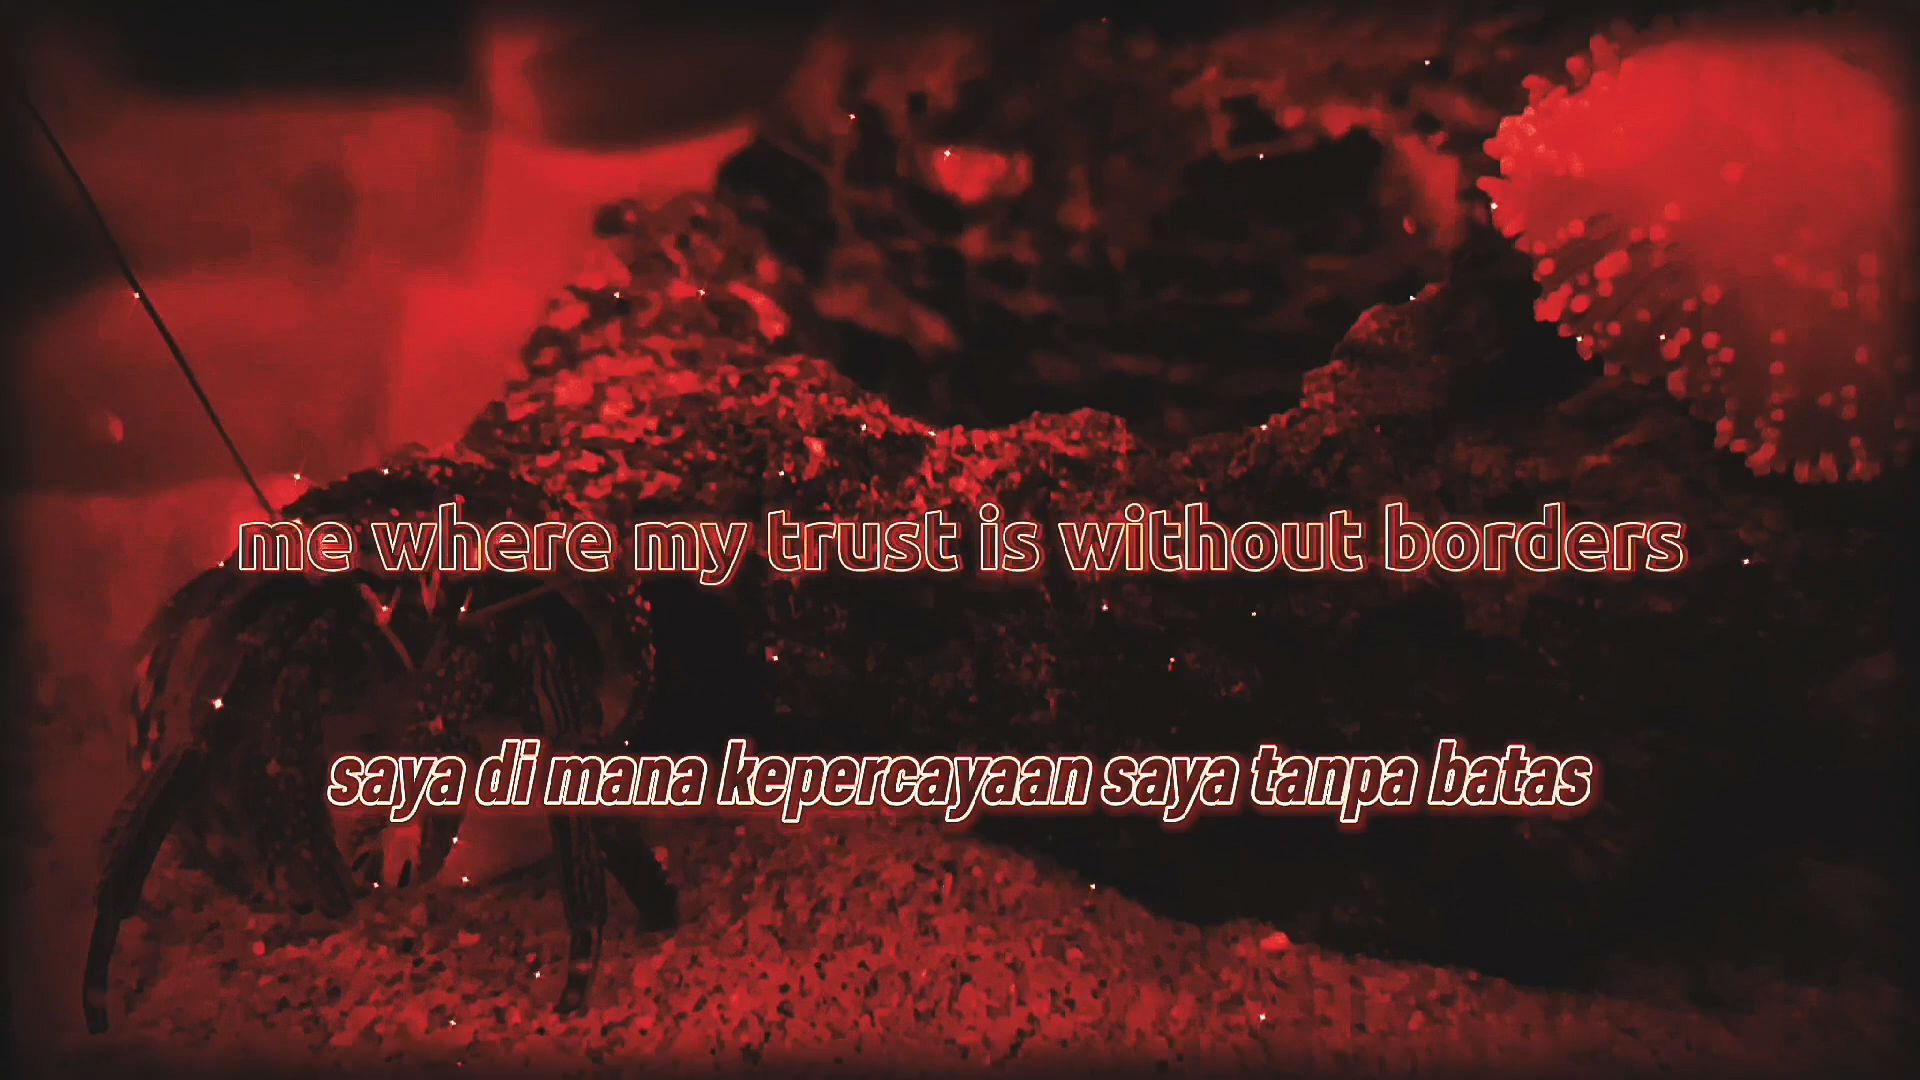 me where my trust is without borders
saya di mana kepercayaan saya tanpa batas